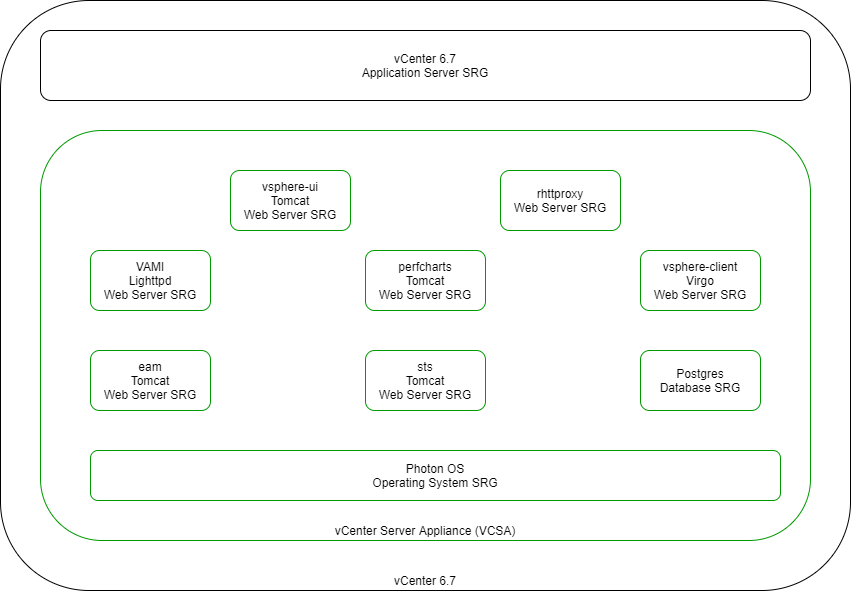 vCenter 6.7
Application Server SRG
vsphere-ui
Tomcat
Web Server SRG
rhttproxy
Web Server SRG
VAMI
Lighttpd
Web Server SRG
perfcharts
Tomcat
Web Server SRG
vsphere-client
Virgo
Web Server SRG
eam
Tomcat
Web Server SRG
sts
Tomcat
Web Server SRG
Postgres
Database SRG
Photon OS
Operating System SRG
vCenter Server Appliance (VCSA)
vCenter 6.7